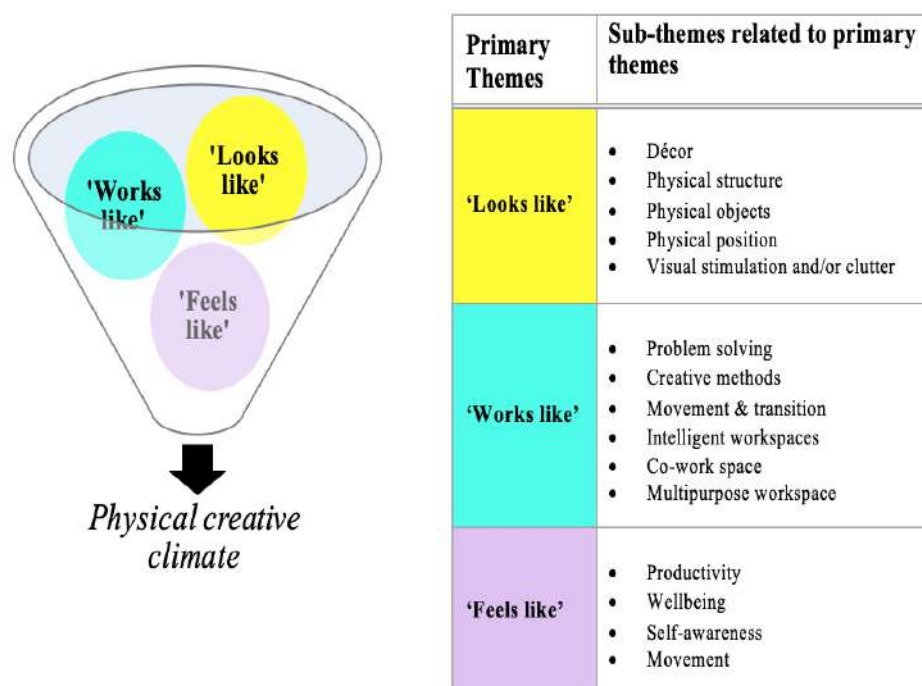 'Looks
like'
'Works
like'
'Feels
like'
Physical creative
climate
Primary
Themes
Sub-themes related to primary
themes
‘Looks like’
• Décor
• Physical structure
• Physical objects
• Physical position
• Visual stimulation and/or clutter
‘Works like’
• Problem solving
• Creative methods
• Movement & transition
• Intelligent workspaces
• Co-work space
• Multipurpose workspace
‘Feels like’
• Productivity
• Wellbeing
• Self-awareness
• Movement